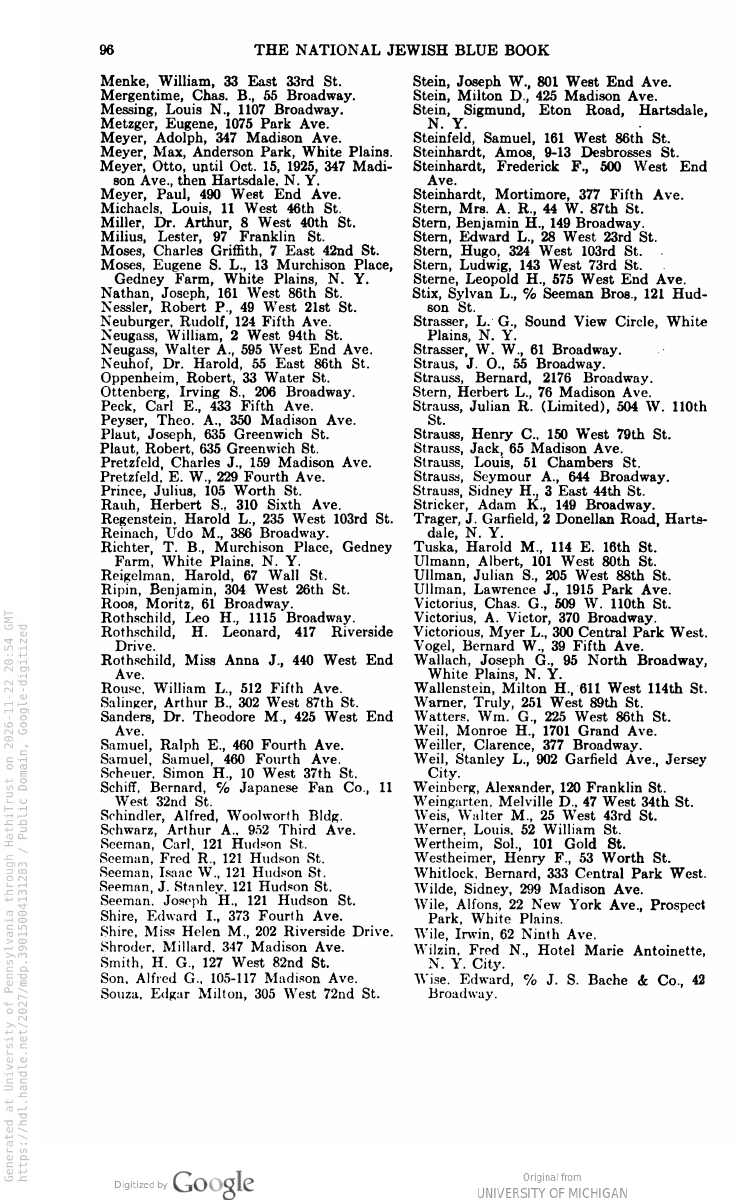 96
THE NATIONAL JEWISH BLUE BOOK
Menke, William, 33 East 33rd St.
Mergentime, Chas. B., 55 Broadway.
Messing, Louis N., 1107 Broadway.
Metzger, Eugene, 1075 Park Ave.
Meyer, Adolph, 347 Madison Ave.
Meyer, Max, Anderson Park, White Plains.
Meyer, Otto, until Oct. 15, 1925, 347 Madi-
son Ave., then Hartsdale, N. Y.
Meyer, Paul, 490 West End Ave.
Michaels, Louis, 11 West 46th St.
Miller, Dr. Arthur, 8 West 40th St.
Milius, Lester, 97 Franklin St.
Moses, Charles Griffith, 7 East 42nd St.
Moses, Eugene S. L., 13 Murchison Place,
Gedney Farm, White Plains, N. Y.
Nathan, Joseph, 161 West 86th St.
Nessler, Robert P., 49 West 21st St.
Neuburger, Rudolf, 124 Fifth Ave.
Neugass, William, 2 West 94th St.
Neugass, Walter A., 595 West End Ave.
Neuhof, Dr. Harold, 55 East 86th St.
Oppenheim, Robert, 33 Water St.
Ottenberg, Irving S., 206 Broadway.
Peck, Carl E., 433 Fifth Ave.
Peyser, Theo. A., 350 Madison Ave.
Plaut, Joseph, 635 Greenwich St.
Plaut, Robert, 635 Greenwich St.
Pretzfeld, Charles J., 159 Madison Ave.
Pretzfeld, E. W., 229 Fourth Ave.
Prince, Julius, 105 Worth St.
Rauh, Herbert S., 310 Sixth Ave.
Regenstein, Harold L., 235 West 103rd St.
Reinach, Udo M., 386 Broadway.
Richter, T. B., Murchison Place, Gedney
Farm, White Plains, N. Y.
Reigelman, Harold, 67 Wall St.
Ripin, Benjamin, 304 West 26th St.
Roos, Moritz, 61 Broadway.
Rothschild, Leo H., 1115 Broadway.
Rothschild, H. Leonard, 417 Riverside
Drive.
Rothschild, Miss Anna J., 440 West End
Ave.
Rouse, William L., 512 Fifth Ave.
Salinger, Arthur B., 302 West 87th St.
Sanders, Dr. Theodore M., 425 West End
Ave.
Samuel, Ralph E., 460 Fourth Ave.
Samuel, Samuel, 460 Fourth Ave.
Scheuer, Simon H., 10 West 37th St.
Schiff, Bernard, % Japanese Fan Co., 11
West 32nd St.
Schindler, Alfred, Woolworth Bldg.
Schwarz, Arthur A., 952 Third Ave.
Seeman, Carl, 121 Hudson St.
Seeman, Fred R., 121 Hudson St.
Seeman, Isaac W., 121 Hudson St.
Seeman, J. Stanley, 121 Hudson St.
Seeman, Joseph H., 121 Hudson St.
Shire, Edward I., 373 Fourth Ave.
Shire, Miss Helen M., 202 Riverside Drive.
Shroder, Millard, 347 Madison Ave.
Smith, H. G., 127 West 82nd St.
Son, Alfred G., 105-117 Madison Ave.
Souza, Edgar Milton, 305 West 72nd St.
Stein, Joseph W., 801 West End Ave.
Stein, Milton D., 425 Madison Ave.
Stein, Sigmund, Eton Road, Hartsdale,
N. Y.
Steinfeld, Samuel, 161 West 86th St.
Steinhardt, Amos, 9-13 Desbrosses St.
Steinhardt, Frederick F., 500 West End
Ave.
Steinhardt, Mortimore, 377 Fifth Ave.
Stern, Mrs. A. R., 44 W. 87th St.
Stern, Benjamin H., 149 Broadway.
Stern, Edward L., 28 West 23rd St.
Stern, Hugo, 324 West 103rd St.
Stern, Ludwig, 143 West 73rd St.
Sterne, Leopold H., 575 West End Ave.
Stix, Sylvan L., % Seeman Bros., 121 Hud-
son St.
Strasser, L. G., Sound View Circle, White
Plains, N. Y.
Strasser, W. W., 61 Broadway.
Straus, J. O., 55 Broadway.
Strauss, Bernard, 2176 Broadway.
Stern, Herbert L., 76 Madison Ave.
Strauss, Julian R. (Limited), 504 W. 110th
St.
Strauss, Henry C., 150 West 79th St.
Strauss, Jack, 65 Madison Ave.
Strauss, Louis, 51 Chambers St.
Strauss, Seymour A., 644 Broadway.
Strauss, Sidney H., 3 East 44th St.
Stricker, Adam K., 149 Broadway.
Trager, J. Garfield, 2 Donellan Road, Harts-
dale, N. Y.
Tuska, Harold M., 114 E. 16th St.
Ulmann, Albert, 101 West 80th St.
Ullman, Julian S., 205 West 88th St.
Ullman, Lawrence J., 1915 Park Ave.
Victorius, Chas. G., 509 W. 110th St.
Victorius, A. Victor, 370 Broadway.
Victorious, Myer L., 300 Central Park West.
Vogel, Bernard W., 39 Fifth Ave.
Wallach, Joseph G., 95 North Broadway,
White Plains, N. Y.
Wallenstein, Milton H., 611 West 114th St.
Warner, Truly, 251 West 89th St.
Watters, Wm. G., 225 West 86th St.
Weil, Monroe H., 1701 Grand Ave.
Weiller, Clarence, 377 Broadway.
Weil, Stanley L., 902 Garfield Ave., Jersey
City.
Weinberg, Alexander, 120 Franklin St.
Weingarten, Melville D., 47 West 34th St.
Weis, Walter M., 25 West 43rd St.
Werner, Louis, 52 William St.
Wertheim, Sol., 101 Gold St.
Westheimer, Henry F., 53 Worth St.
Whitlock, Bernard, 333 Central Park West.
Wilde, Sidney, 299 Madison Ave.
Wile, Alfons, 22 New York Ave., Prospect
Park, White Plains.
Wile, Irwin, 62 Ninth Ave.
Wilzin, Fred N., Hotel Marie Antoinette,
N. Y. City.
Wise, Edward, % J. S. Bache & Co., 42
Broadway.
Generated at University of Pennsylvania through HathiTrust on 2026-11-22 20:54 GMT
https://hdl.handle.net/2027/mdp.39015004131203 / Public Domain, Google-digitized
Digitized by Google
Original from
UNIVERSITY OF MICHIGAN